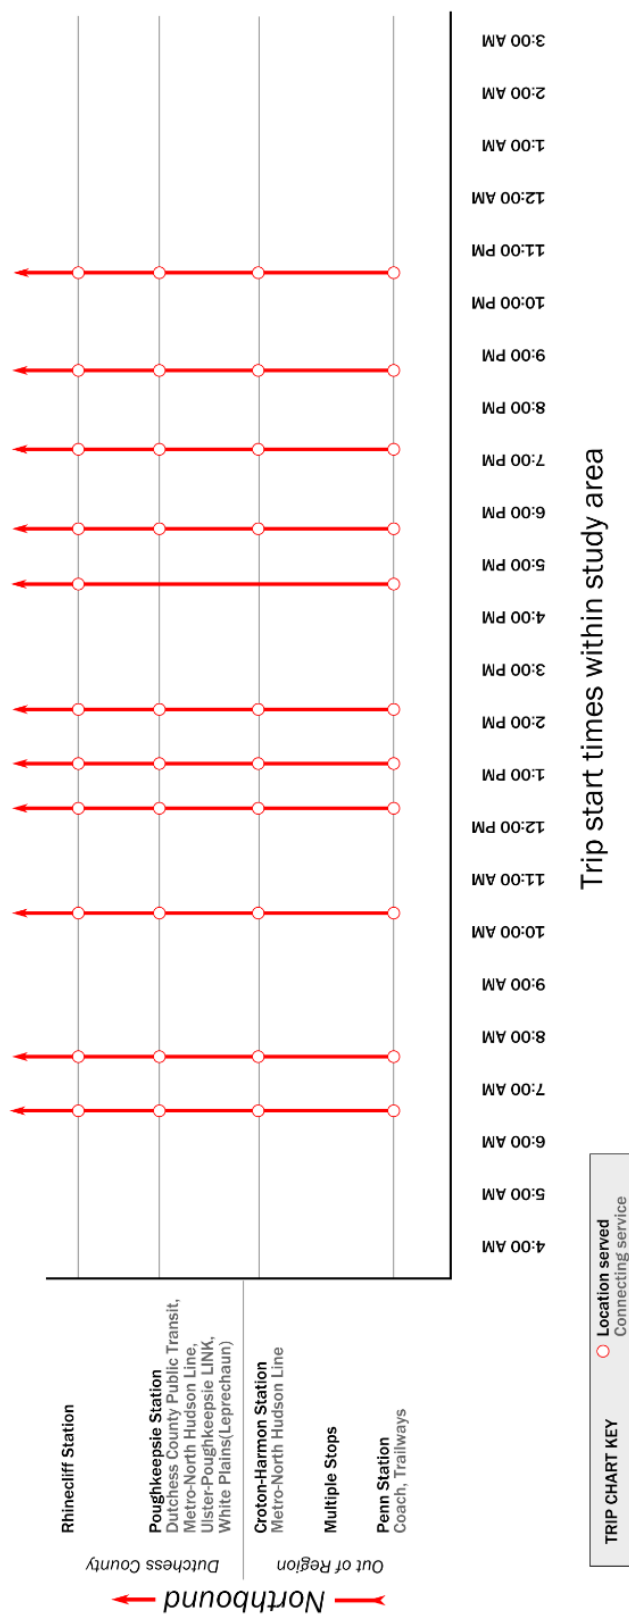 Rhinecliff Station
Poughkeepsie Station
Dutchess County Public Transit,
Metro-North Hudson Line,
Ulster-Poughkeepsie LINK,
White Plains(Leprechaun)
Croton-Harmon Station
Metro-North Hudson Line
Multiple Stops
Penn Station
Coach, Trailways
Dutchess County
Out of Region
Northbound
4:00 AM
5:00 AM
6:00 AM
7:00 AM
8:00 AM
9:00 AM
10:00 AM
11:00 AM
12:00 PM
1:00 PM
2:00 PM
3:00 PM
4:00 PM
5:00 PM
6:00 PM
7:00 PM
8:00 PM
9:00 PM
10:00 PM
11:00 PM
12:00 AM
1:00 AM
2:00 AM
3:00 AM
Trip start times within study area
TRIP CHART KEY
Location served
Connecting service